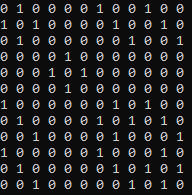 0 1 0 0 0 0 1 0 0 1 0 0
1 0 1 0 0 0 0 1 0 0 1 0
0 1 0 0 0 0 0 0 1 0 0 1
0 0 0 0 1 0 0 0 0 0 0 0
0 0 0 1 0 1 0 0 0 0 0 0
0 0 0 0 1 0 0 0 0 0 0 0
1 0 0 0 0 0 0 1 0 1 0 0
0 1 0 0 0 0 1 0 0 0 1 0
0 0 1 0 0 0 0 1 0 0 0 1
1 0 0 0 0 0 1 0 0 1 0 0
0 1 0 0 0 0 0 1 0 1 0 1
0 0 1 0 0 0 0 0 1 0 1 0